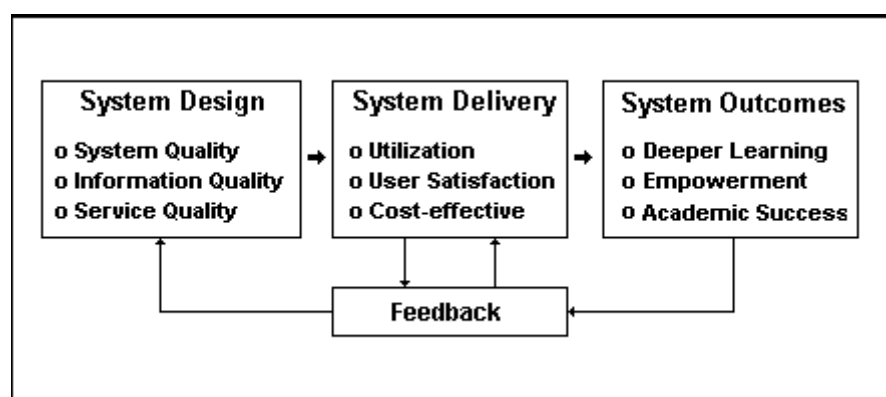 System Design
o System Quality
o Information Quality
o Service Quality
System Delivery
o Utilization
o User Satisfaction
o Cost-effective
System Outcomes
o Deeper Learning
o Empowerment
o Academic Success
Feedback